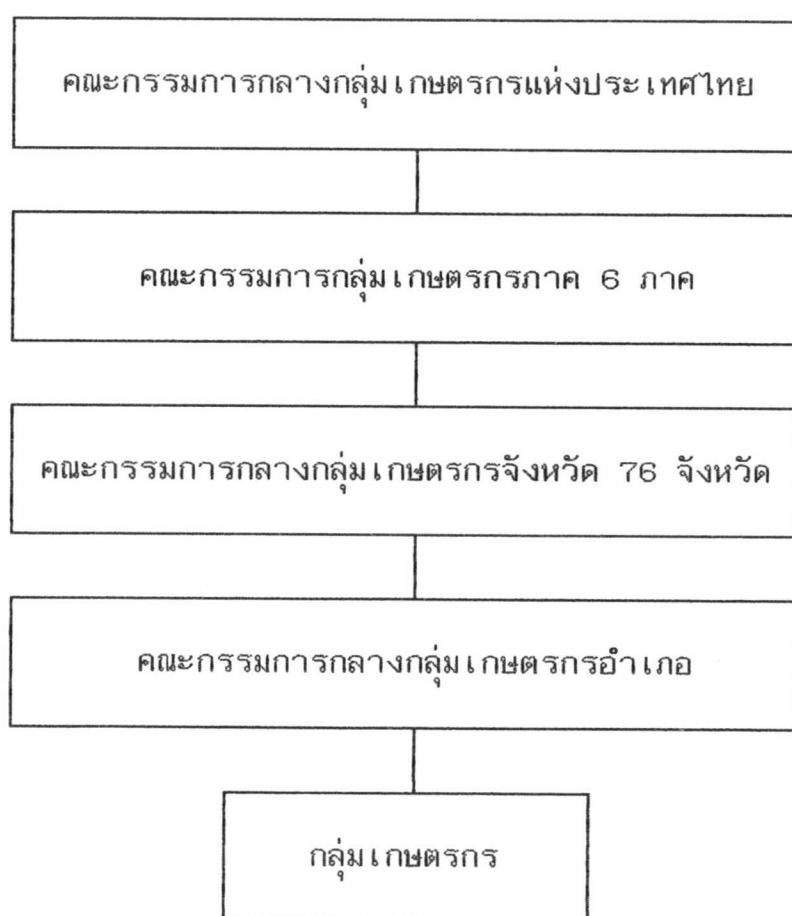 คณะกรรมการกลางกลุ่มเกษตรกรแห่งประเทศไทย
คณะกรรมการกลุ่มเกษตรกรภาค 6 ภาค
คณะกรรมการกลางกลุ่มเกษตรกรจังหวัด 76 จังหวัด
คณะกรรมการกลางกลุ่มเกษตรกรอำเภอ
กลุ่มเกษตรกร